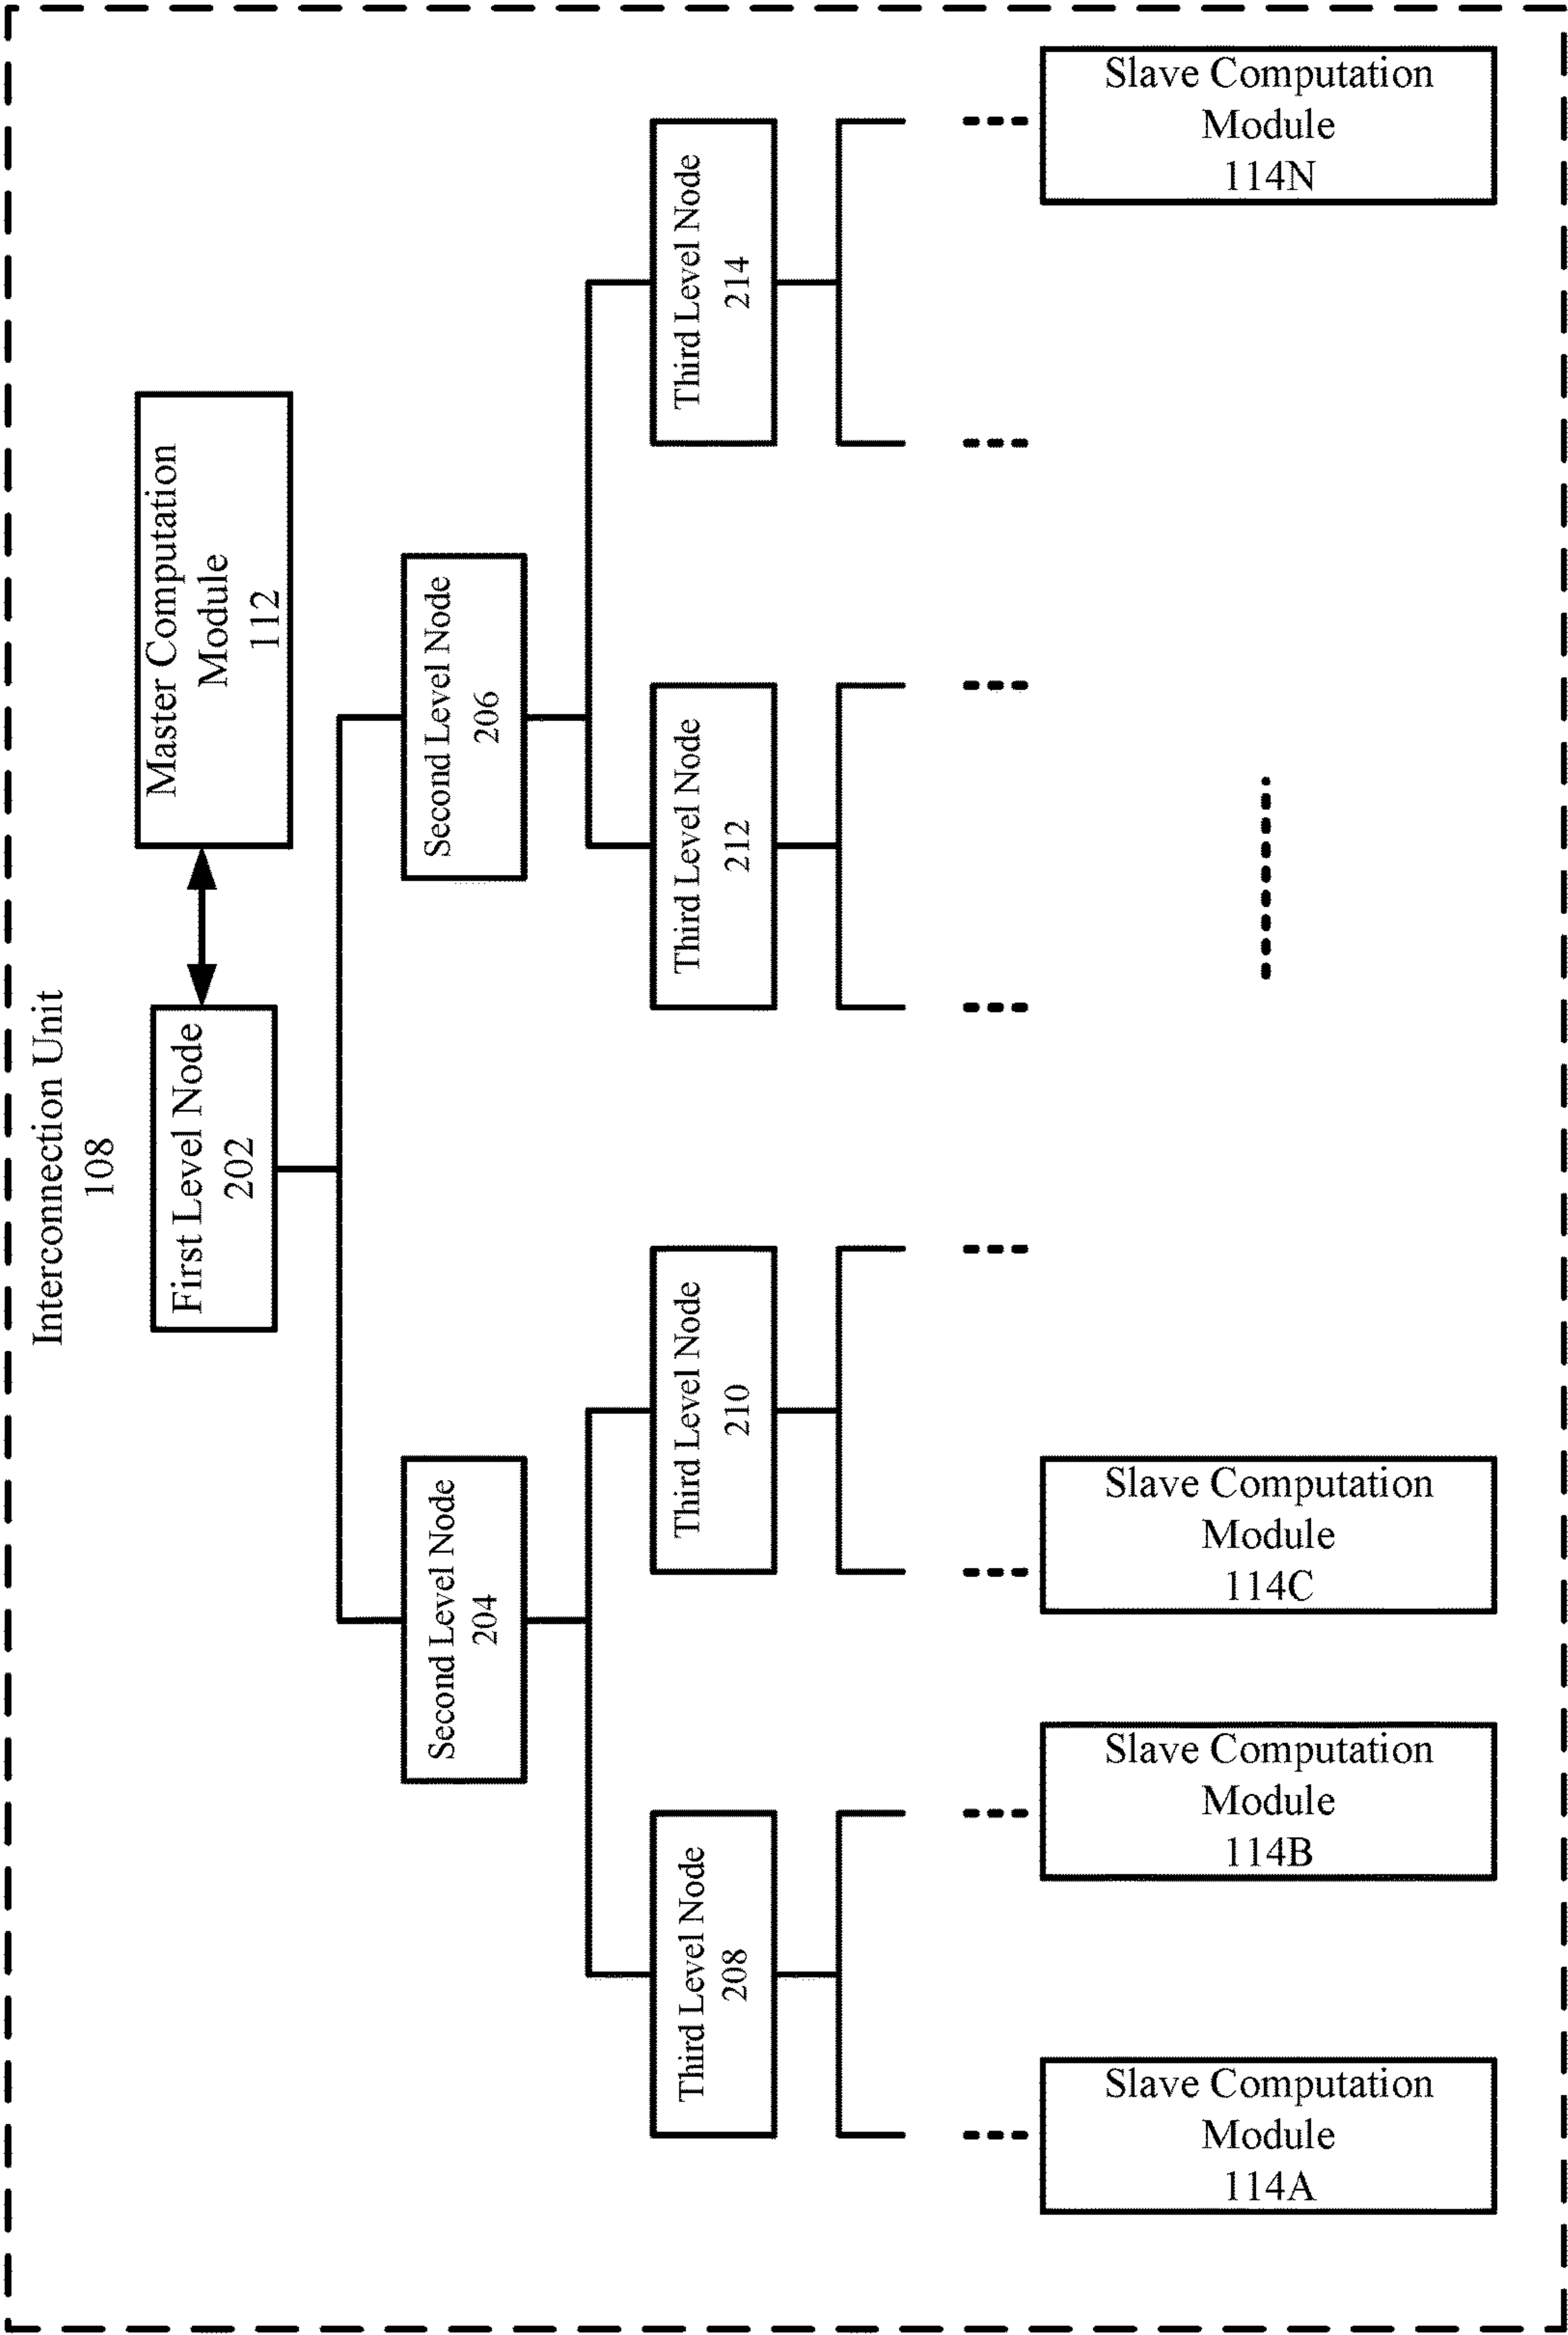 Interconnection Unit
108
First Level Node
202
Master Computation
Module
112
Second Level Node
204
Second Level Node
206
Third Level Node
208
Third Level Node
210
Third Level Node
212
Third Level Node
214
Slave Computation
Module
114A
Slave Computation
Module
114B
Slave Computation
Module
114C
Slave Computation
Module
114N